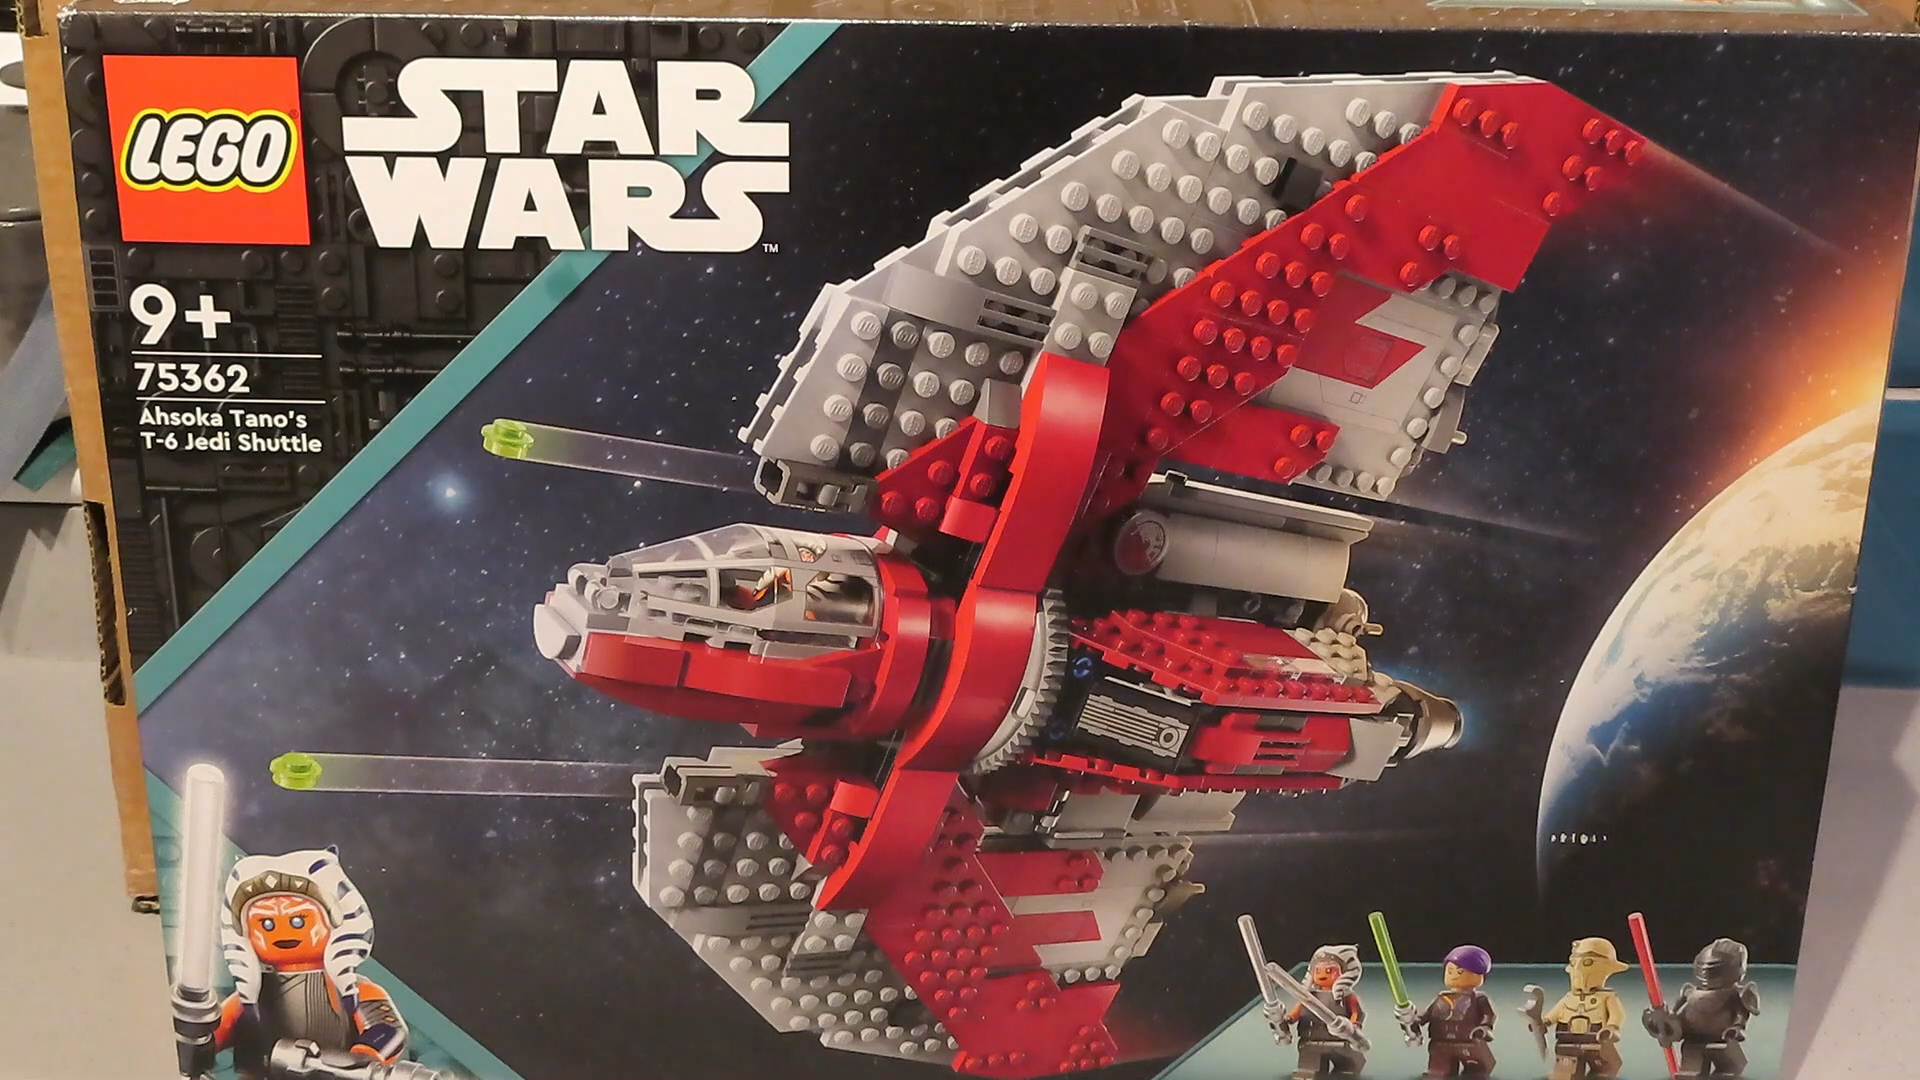 LEGO
STAR
WARS
™
9+
75362
Ahsoka Tano's
T-6 Jedi Shuttle